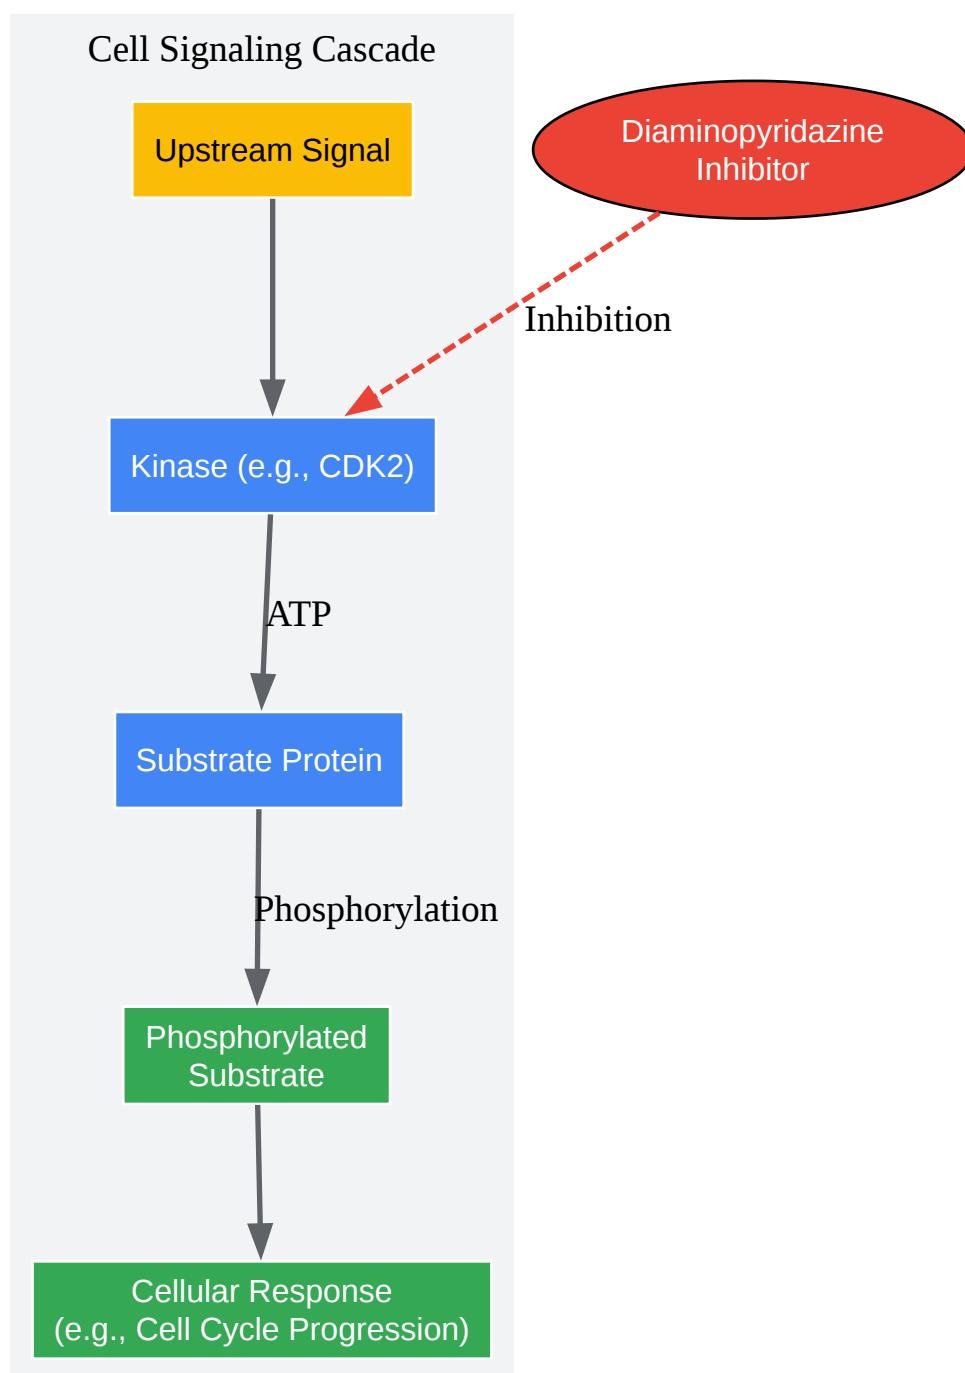 Cell Signaling Cascade
Upstream Signal
Diaminopyridazine
Inhibitor
Inhibition
Kinase (e.g., CDK2)
ATP
Substrate Protein
Phosphorylation
Phosphorylated
Substrate
Cellular Response
(e.g., Cell Cycle Progression)